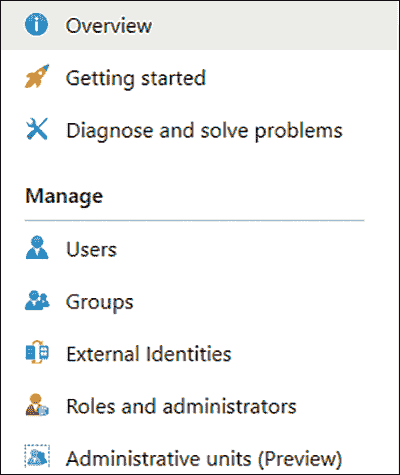 Overview
Getting started
Diagnose and solve problems
Manage
Users
Groups
External Identities
Roles and administrators
Administrative units (Preview)